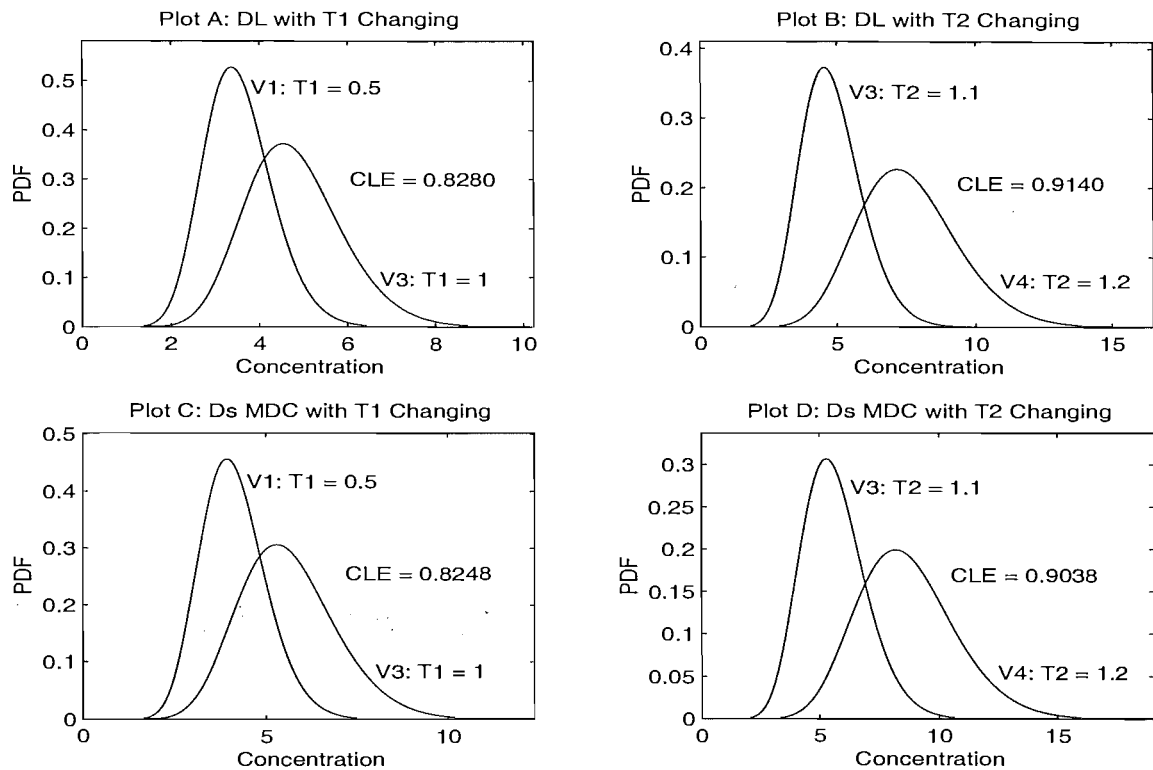 Plot A: DL with T1 Changing
PDF
0.5
0.4
0.3
0.2
0.1
0
V1: T1 = 0.5
CLE = 0.8280
V3: T1 = 1
0 2 4 6 8 10
Concentration
Plot B: DL with T2 Changing
PDF
0.4
0.3
0.2
0.1
0
V3: T2 = 1.1
CLE = 0.9140
V4: T2 = 1.2
0 5 10 15
Concentration
Plot C: Ds MDC with T1 Changing
PDF
0.5
0.4
0.3
0.2
0.1
0
V1: T1 = 0.5
CLE = 0.8248
V3: T1 = 1
0 5 10
Concentration
Plot D: Ds MDC with T2 Changing
PDF
0.3
0.25
0.2
0.15
0.1
0.05
0
V3: T2 = 1.1
CLE = 0.9038
V4: T2 = 1.2
0 5 10 15
Concentration